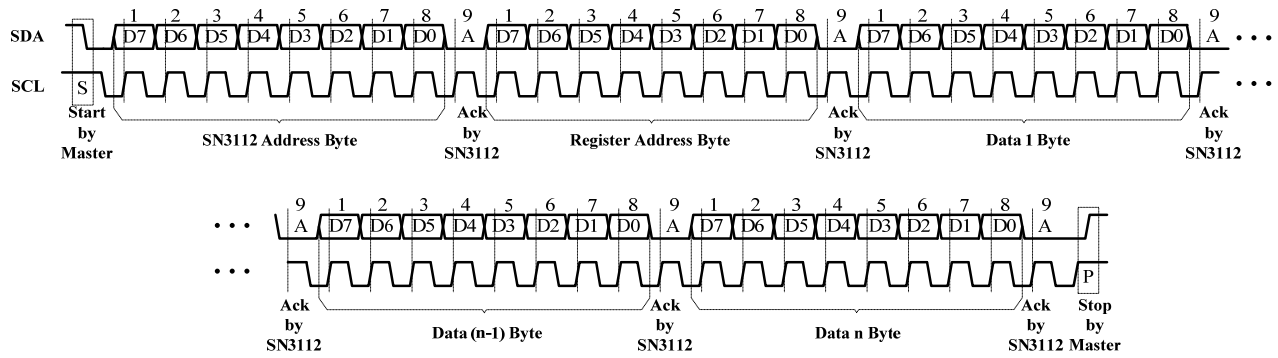 1 2 3 4 5 6 7 8 9 1 2 3 4 5 6 7 8 9 1 2 3 4 5 6 7 8 9
SDA D7 D6 D5 D4 D3 D2 D1 D0 A D7 D6 D5 D4 D3 D2 D1 D0 A D7 D6 D5 D4 D3 D2 D1 D0 A • • •
SCL • • •
S
Start by Master
SN3112 Address Byte
Ack by SN3112
Register Address Byte
Ack by SN3112
Data 1 Byte
Ack by SN3112
9 1 2 3 4 5 6 7 8 9 1 2 3 4 5 6 7 8 9
• • • A D7 D6 D5 D4 D3 D2 D1 D0 A D7 D6 D5 D4 D3 D2 D1 D0 A
• • • P
Ack by SN3112
Data (n-1) Byte
Ack by SN3112
Data n Byte
Ack by SN3112
Stop by Master